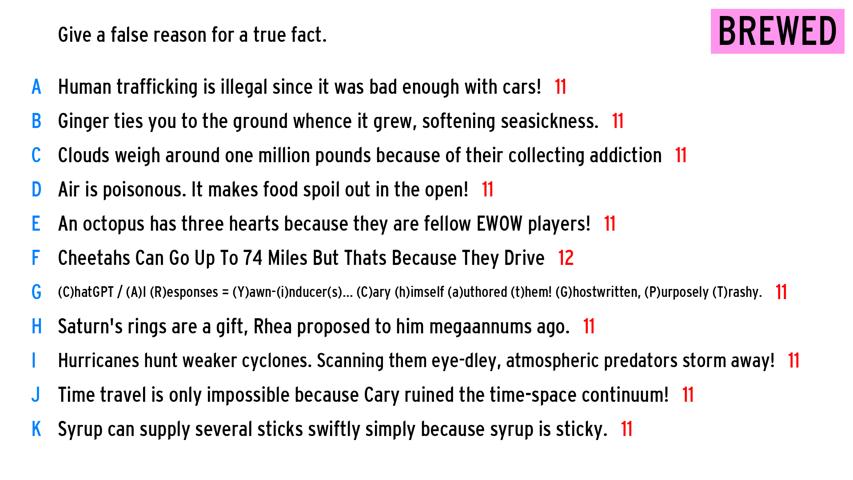 Give a false reason for a true fact.
BREWED
A Human trafficking is illegal since it was bad enough with cars! 11
B Ginger ties you to the ground whence it grew, softening seasickness. 11
C Clouds weigh around one million pounds because of their collecting addiction 11
D Air is poisonous. It makes food spoil out in the open! 11
E An octopus has three hearts because they are fellow EWOW players! 11
F Cheetahs Can Go Up To 74 Miles But Thats Because They Drive 12
G (C)hatGPT / (A)I (R)esponses = (Y)awn-(i)nducer(s)... (C)ary (h)imself (a)uthored (t)hem! (G)hostwritten, (P)urposely (T)rashy. 11
H Saturn's rings are a gift, Rhea proposed to him megaannums ago. 11
I Hurricanes hunt weaker cyclones. Scanning them eye-dley, atmospheric predators storm away! 11
J Time travel is only impossible because Cary ruined the time-space continuum! 11
K Syrup can supply several sticks swiftly simply because syrup is sticky. 11